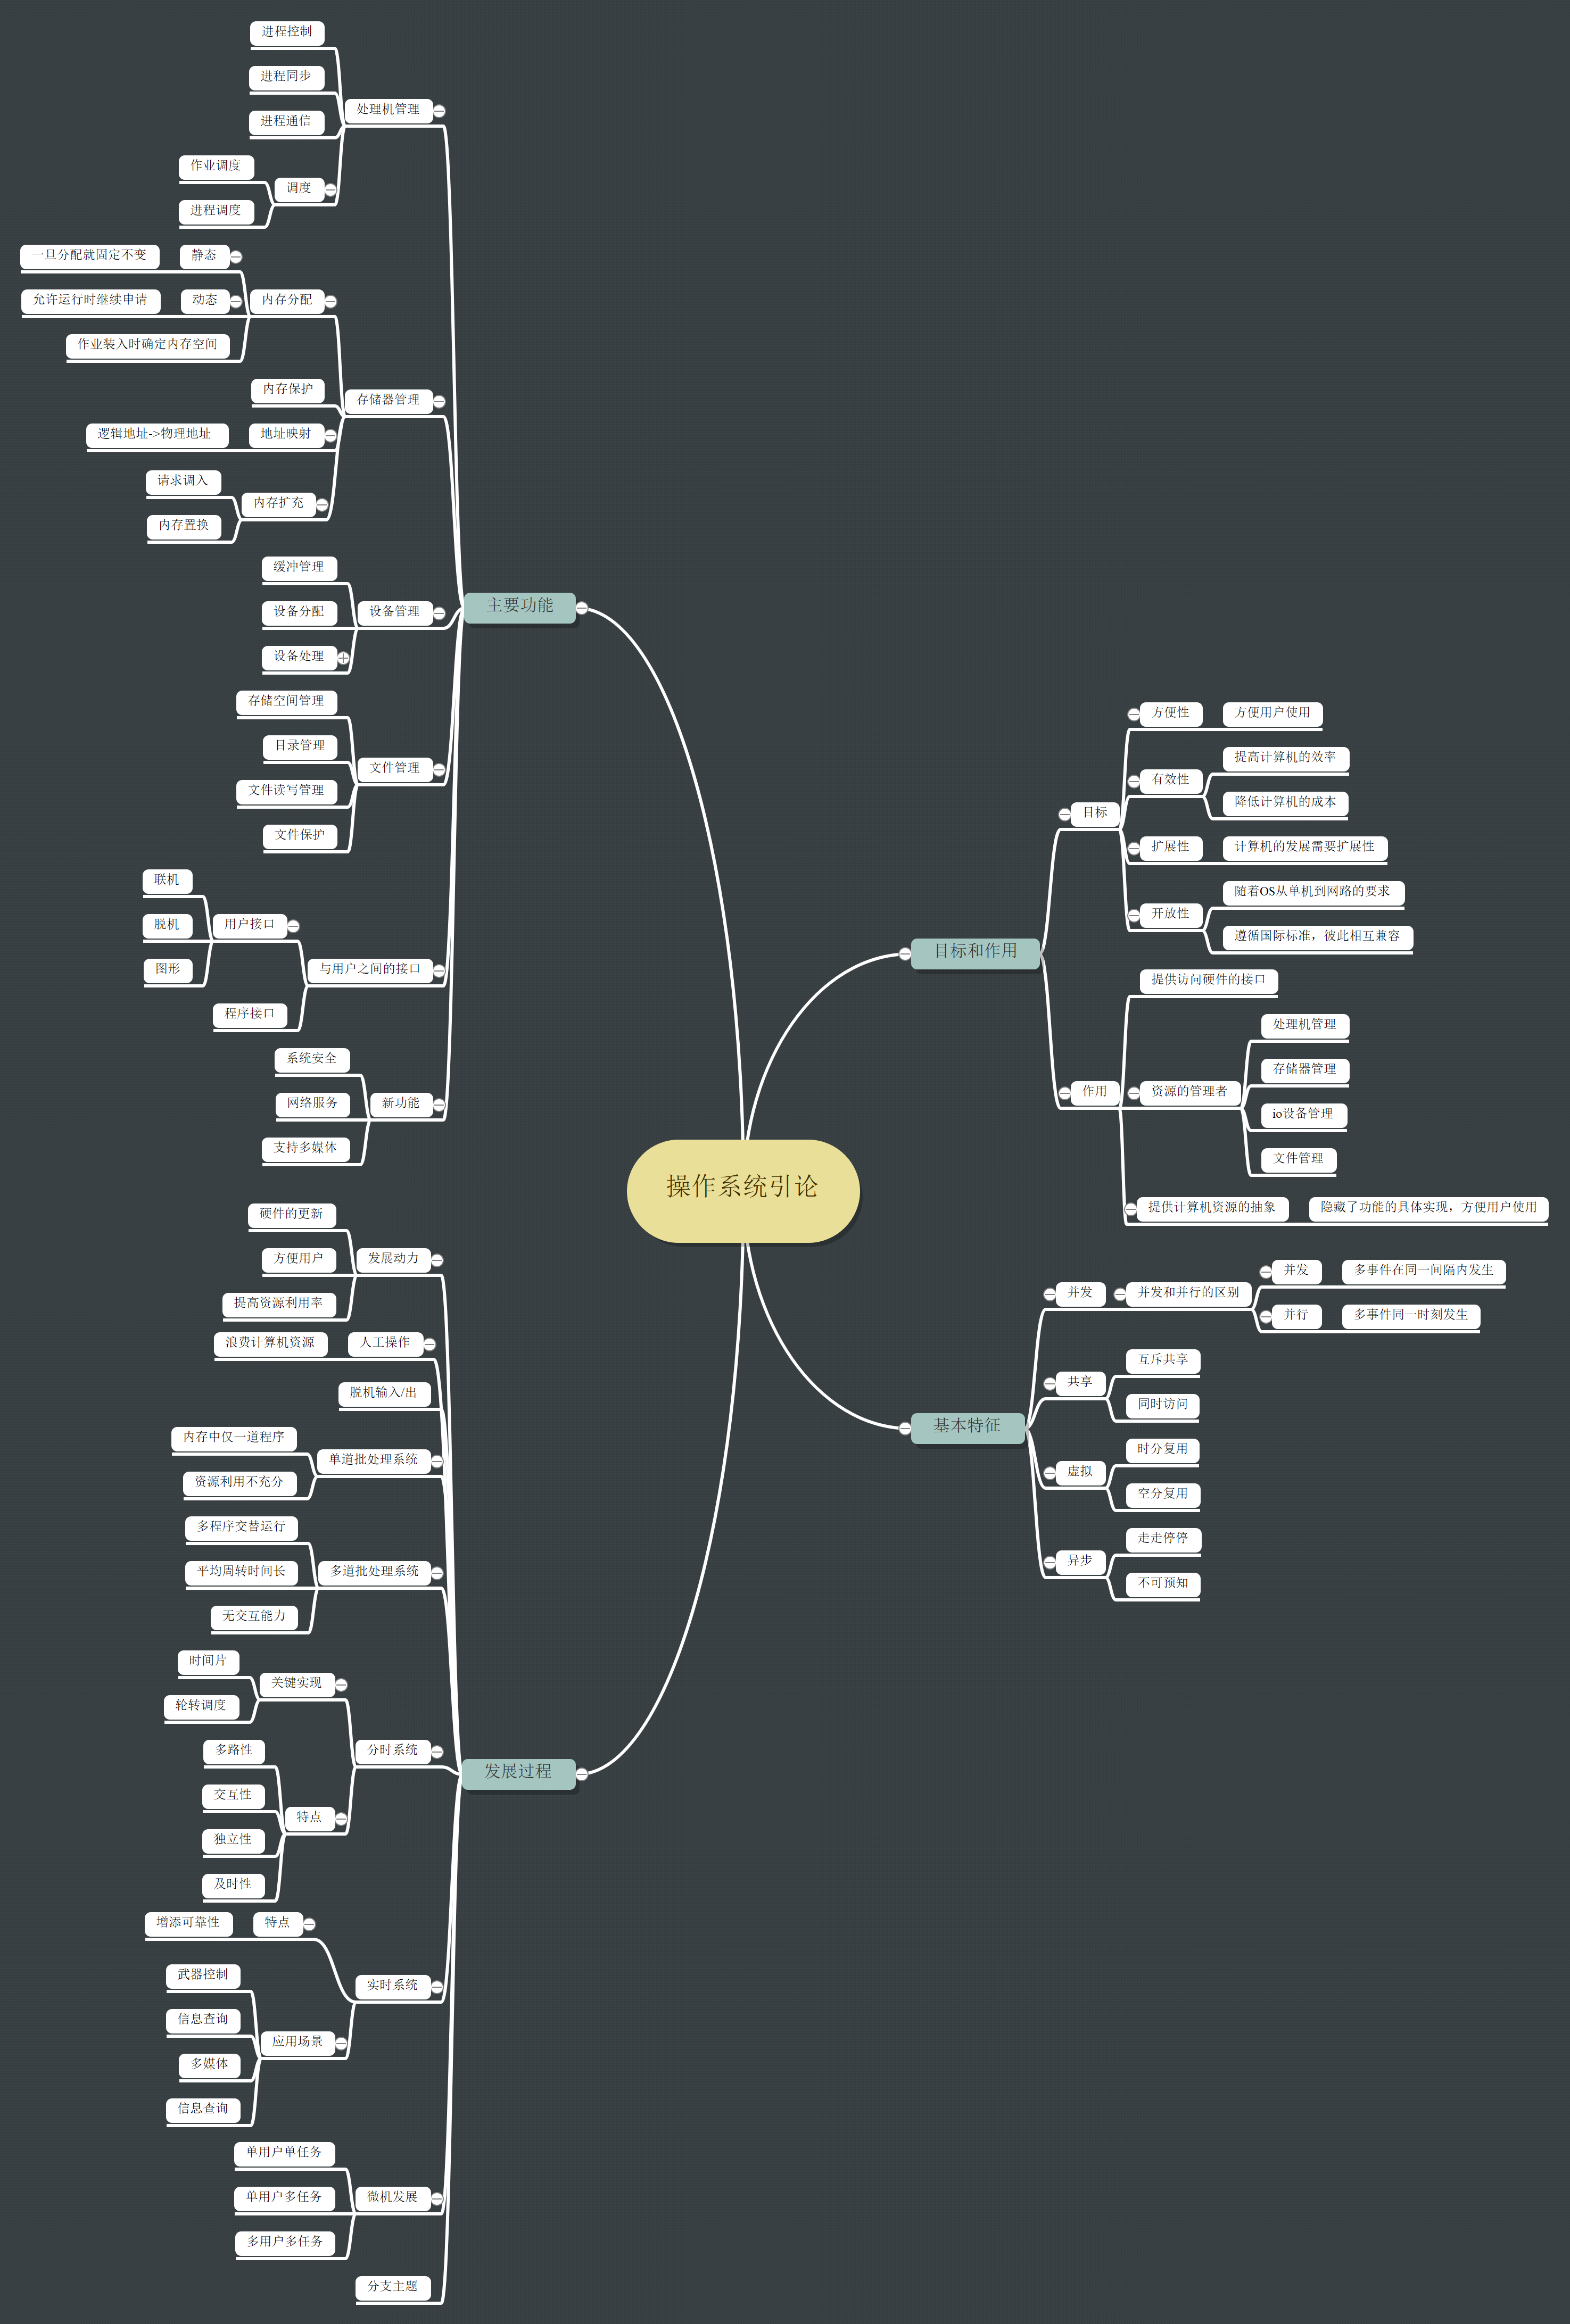 操作系统引论
目标和作用
目标
方便性
方便用户使用
有效性
提高计算机的效率
降低计算机的成本
扩展性
计算机的发展需要扩展性
开放性
随着OS从单机到网路的要求
遵循国际标准，彼此相互兼容
作用
提供访问硬件的接口
资源的管理者
处理机管理
存储器管理
io设备管理
文件管理
提供计算机资源的抽象
隐藏了功能的具体实现，方便用户使用
基本特征
并发
并发和并行的区别
并发
多事件在同一间隔内发生
并行
多事件同一时刻发生
共享
互斥共享
同时访问
虚拟
时分复用
空分复用
异步
走走停停
不可预知
主要功能
处理机管理
进程控制
进程同步
进程通信
调度
作业调度
进程调度
存储器管理
内存分配
静态
一旦分配就固定不变
动态
允许运行时继续申请
作业装入时确定内存空间
内存保护
地址映射
逻辑地址->物理地址
内存扩充
请求调入
内存置换
设备管理
缓冲管理
设备分配
设备处理
文件管理
存储空间管理
目录管理
文件读写管理
文件保护
与用户之间的接口
用户接口
联机
脱机
图形
程序接口
新功能
系统安全
网络服务
支持多媒体
发展过程
发展动力
硬件的更新
方便用户
提高资源利用率
人工操作
浪费计算机资源
脱机输入/出
单道批处理系统
内存中仅一道程序
资源利用不充分
多道批处理系统
多程序交替运行
平均周转时间长
无交互能力
分时系统
关键实现
时间片
轮转调度
特点
多路性
交互性
独立性
及时性
实时系统
特点
增添可靠性
应用场景
武器控制
信息查询
多媒体
信息查询
微机发展
单用户单任务
单用户多任务
多用户多任务
分支主题